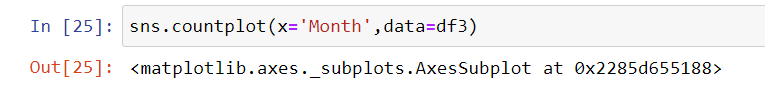 In [25]: sns.countplot(x='Month',data=df3)
Out[25]: <matplotlib.axes._subplots.AxesSubplot at 0x2285d655188>